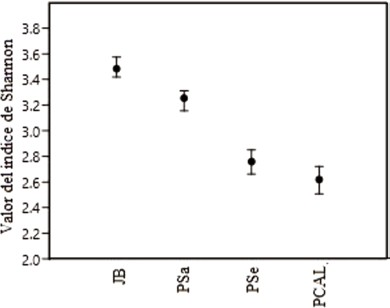 Valor del indice de Shannon
3.8
3.6
3.4
3.2
3.0
2.8
2.6
2.4
2.2
2.0
JB
PSa
PSe
PCAL.